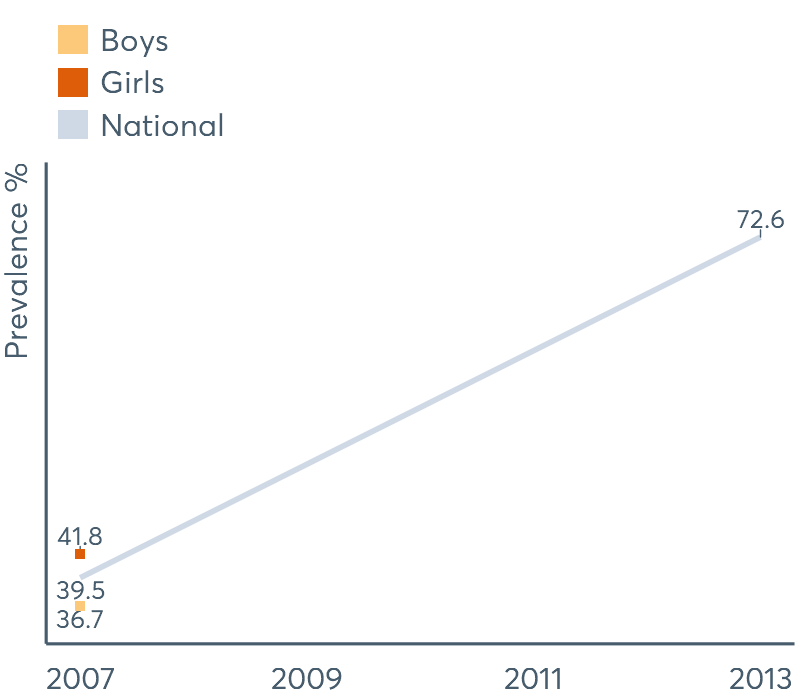 Boys
Girls
National
Prevalence %
72.6
41.8
39.5
36.7
2007 2009 2011 2013